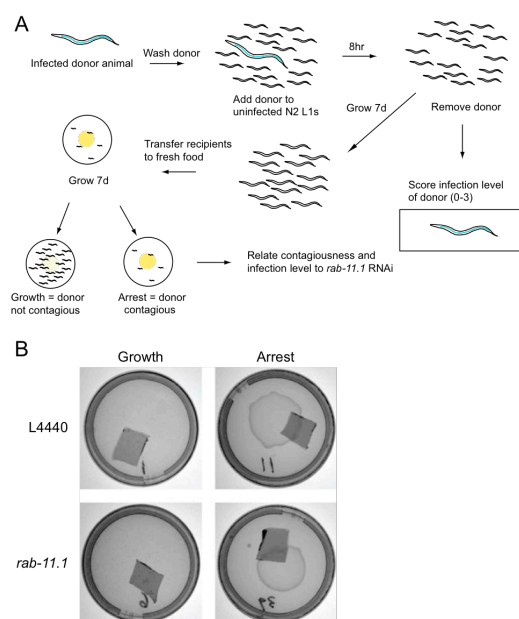 A
Infected donor animal
Wash donor
Add donor to
uninfected N2 L1s
8hr
Remove donor
Grow 7d
Score infection level
of donor (0-3)
Transfer recipients
to fresh food
Grow 7d
Growth = donor
not contagious
Arrest = donor
contagious
Relate contagiousness and
infection level to rab-11.1 RNAi
B
Growth
Arrest
L4440
rab-11.1
11